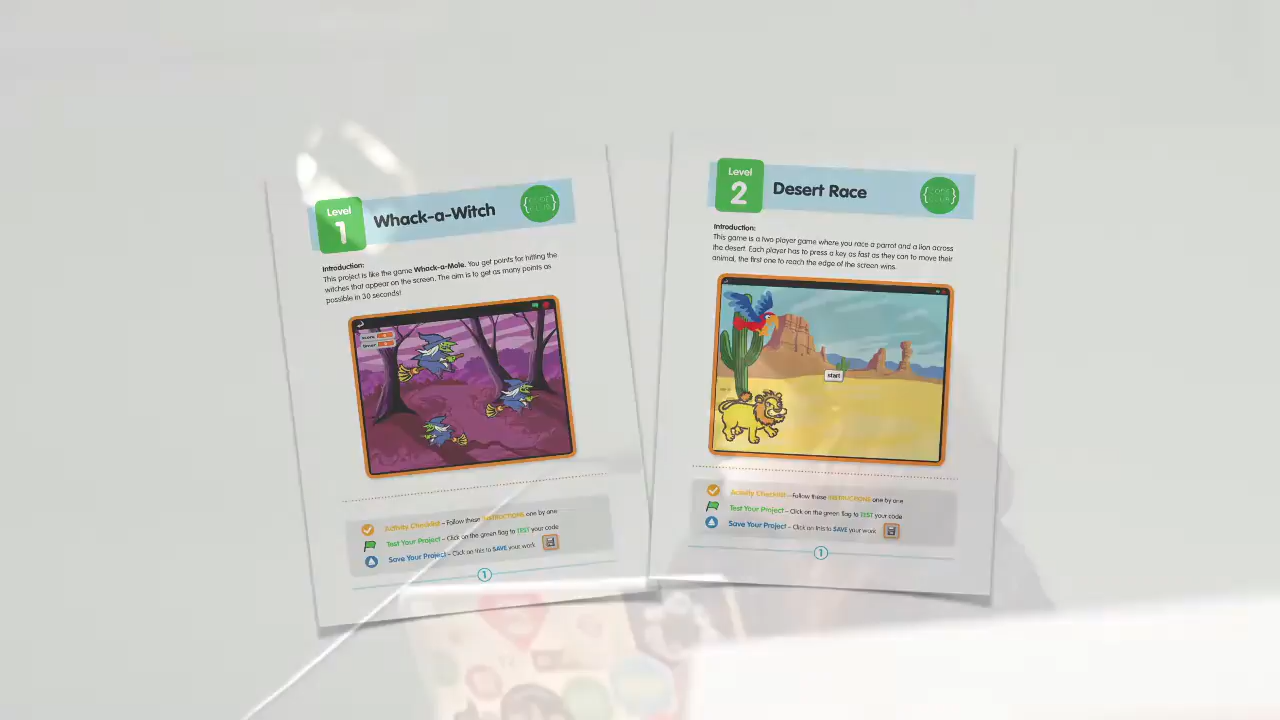 Level
1
Whack-a-Witch
{CODE
CLUB}
Introduction:
This project is like the game Whack-a-Mole. You get points for hitting the
witches that appear on the screen. The aim is to get as many points as
possible in 30 seconds!
score
timer
Activity Checklist – Follow these INSTRUCTIONS one by one
Test Your Project – Click on the green flag to TEST your code
Save Your Project – Click on this to SAVE your work
1
Level
2
Desert Race
{CODE
CLUB}
Introduction:
This game is a two player game where you race a parrot and a lion across
the desert. Each player has to press a key as fast as they can to move their
animal, the first one to reach the edge of the screen wins.
start
Activity Checklist – Follow these INSTRUCTIONS one by one
Test Your Project – Click on the green flag to TEST your code
Save Your Project – Click on this to SAVE your work
1